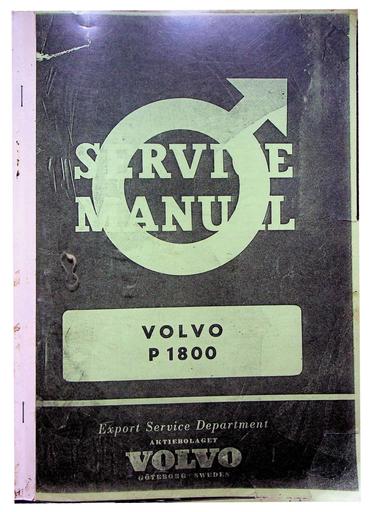 SERVICE
MANUAL
VOLVO
P 1800
Export Service Department
AKTIEBOLAGET
VOLVO
GÖTEBORG SWEDEN